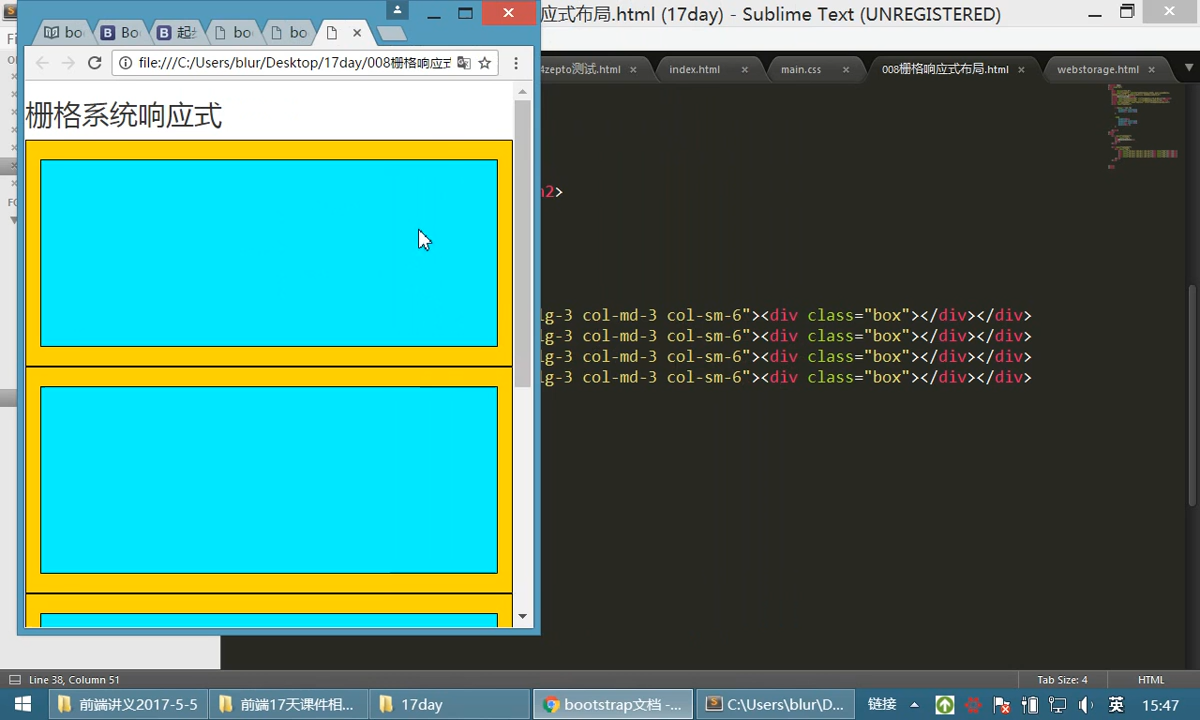 应式布局.html (17day) - Sublime Text (UNREGISTERED)
bo
Bo
起
bo
bo
file:///C:/Users/blur/Desktop/17day/008栅格响应式
4zepto测试.html
index.html
main.css
008栅格响应式布局.html
webstorage.html
栅格系统响应式
h2>
lg-3 col-md-3 col-sm-6"><div class="box"></div></div>
lg-3 col-md-3 col-sm-6"><div class="box"></div></div>
lg-3 col-md-3 col-sm-6"><div class="box"></div></div>
lg-3 col-md-3 col-sm-6"><div class="box"></div></div>
Line 38, Column 51
Tab Size: 4
HTML
前端讲义2017-5-5
前端17天课件相...
17day
bootstrap文档 -...
C:\Users\blur\D...
链接
英
15:47